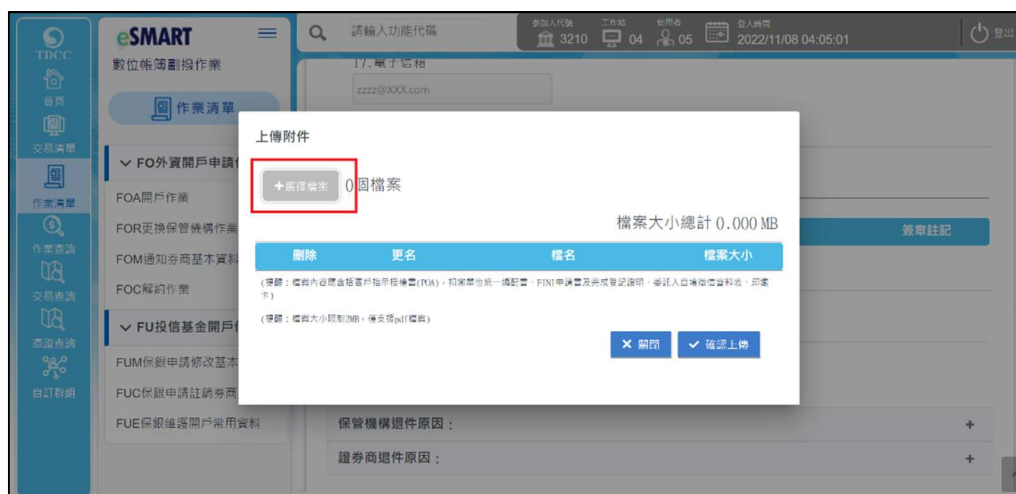 TDCC
首頁
交易清單
作業清單
作業查詢
交易查詢
憑證查詢
自訂群組
eSMART
數位帳簿劃撥作業
作業清單
FO外資開戶申請
FOA開戶作業
FOR更換保管機構作業
FOM通知券商基本資料
FOC解約作業
FU投信基金開戶
FUM保銀申請修改基本
FUC保銀申請註銷券商
FUE保銀維護開戶常用資料
請輸入功能代碼
參加人代號 工作站 使用者 登入時間
3210 04 05 2022/11/08 04:05:01
登出
17.電子信箱
zzzz@XXX.com
簽章註記
上傳附件
+選擇檔案 0個檔案
檔案大小總計 0.000 MB
刪除 更名 檔名 檔案大小
(提醒：檔案內容應含括客戶指示授權書(POA)，扣繳單位統一編配書、FINI申請書及完成登記證明、委託人自填徵信資料表、印鑑
卡)
(提醒：檔案大小限制2MB，僅支援pdf檔案)
關閉 確認上傳
保管機構退件原因： +
證券商退件原因： +